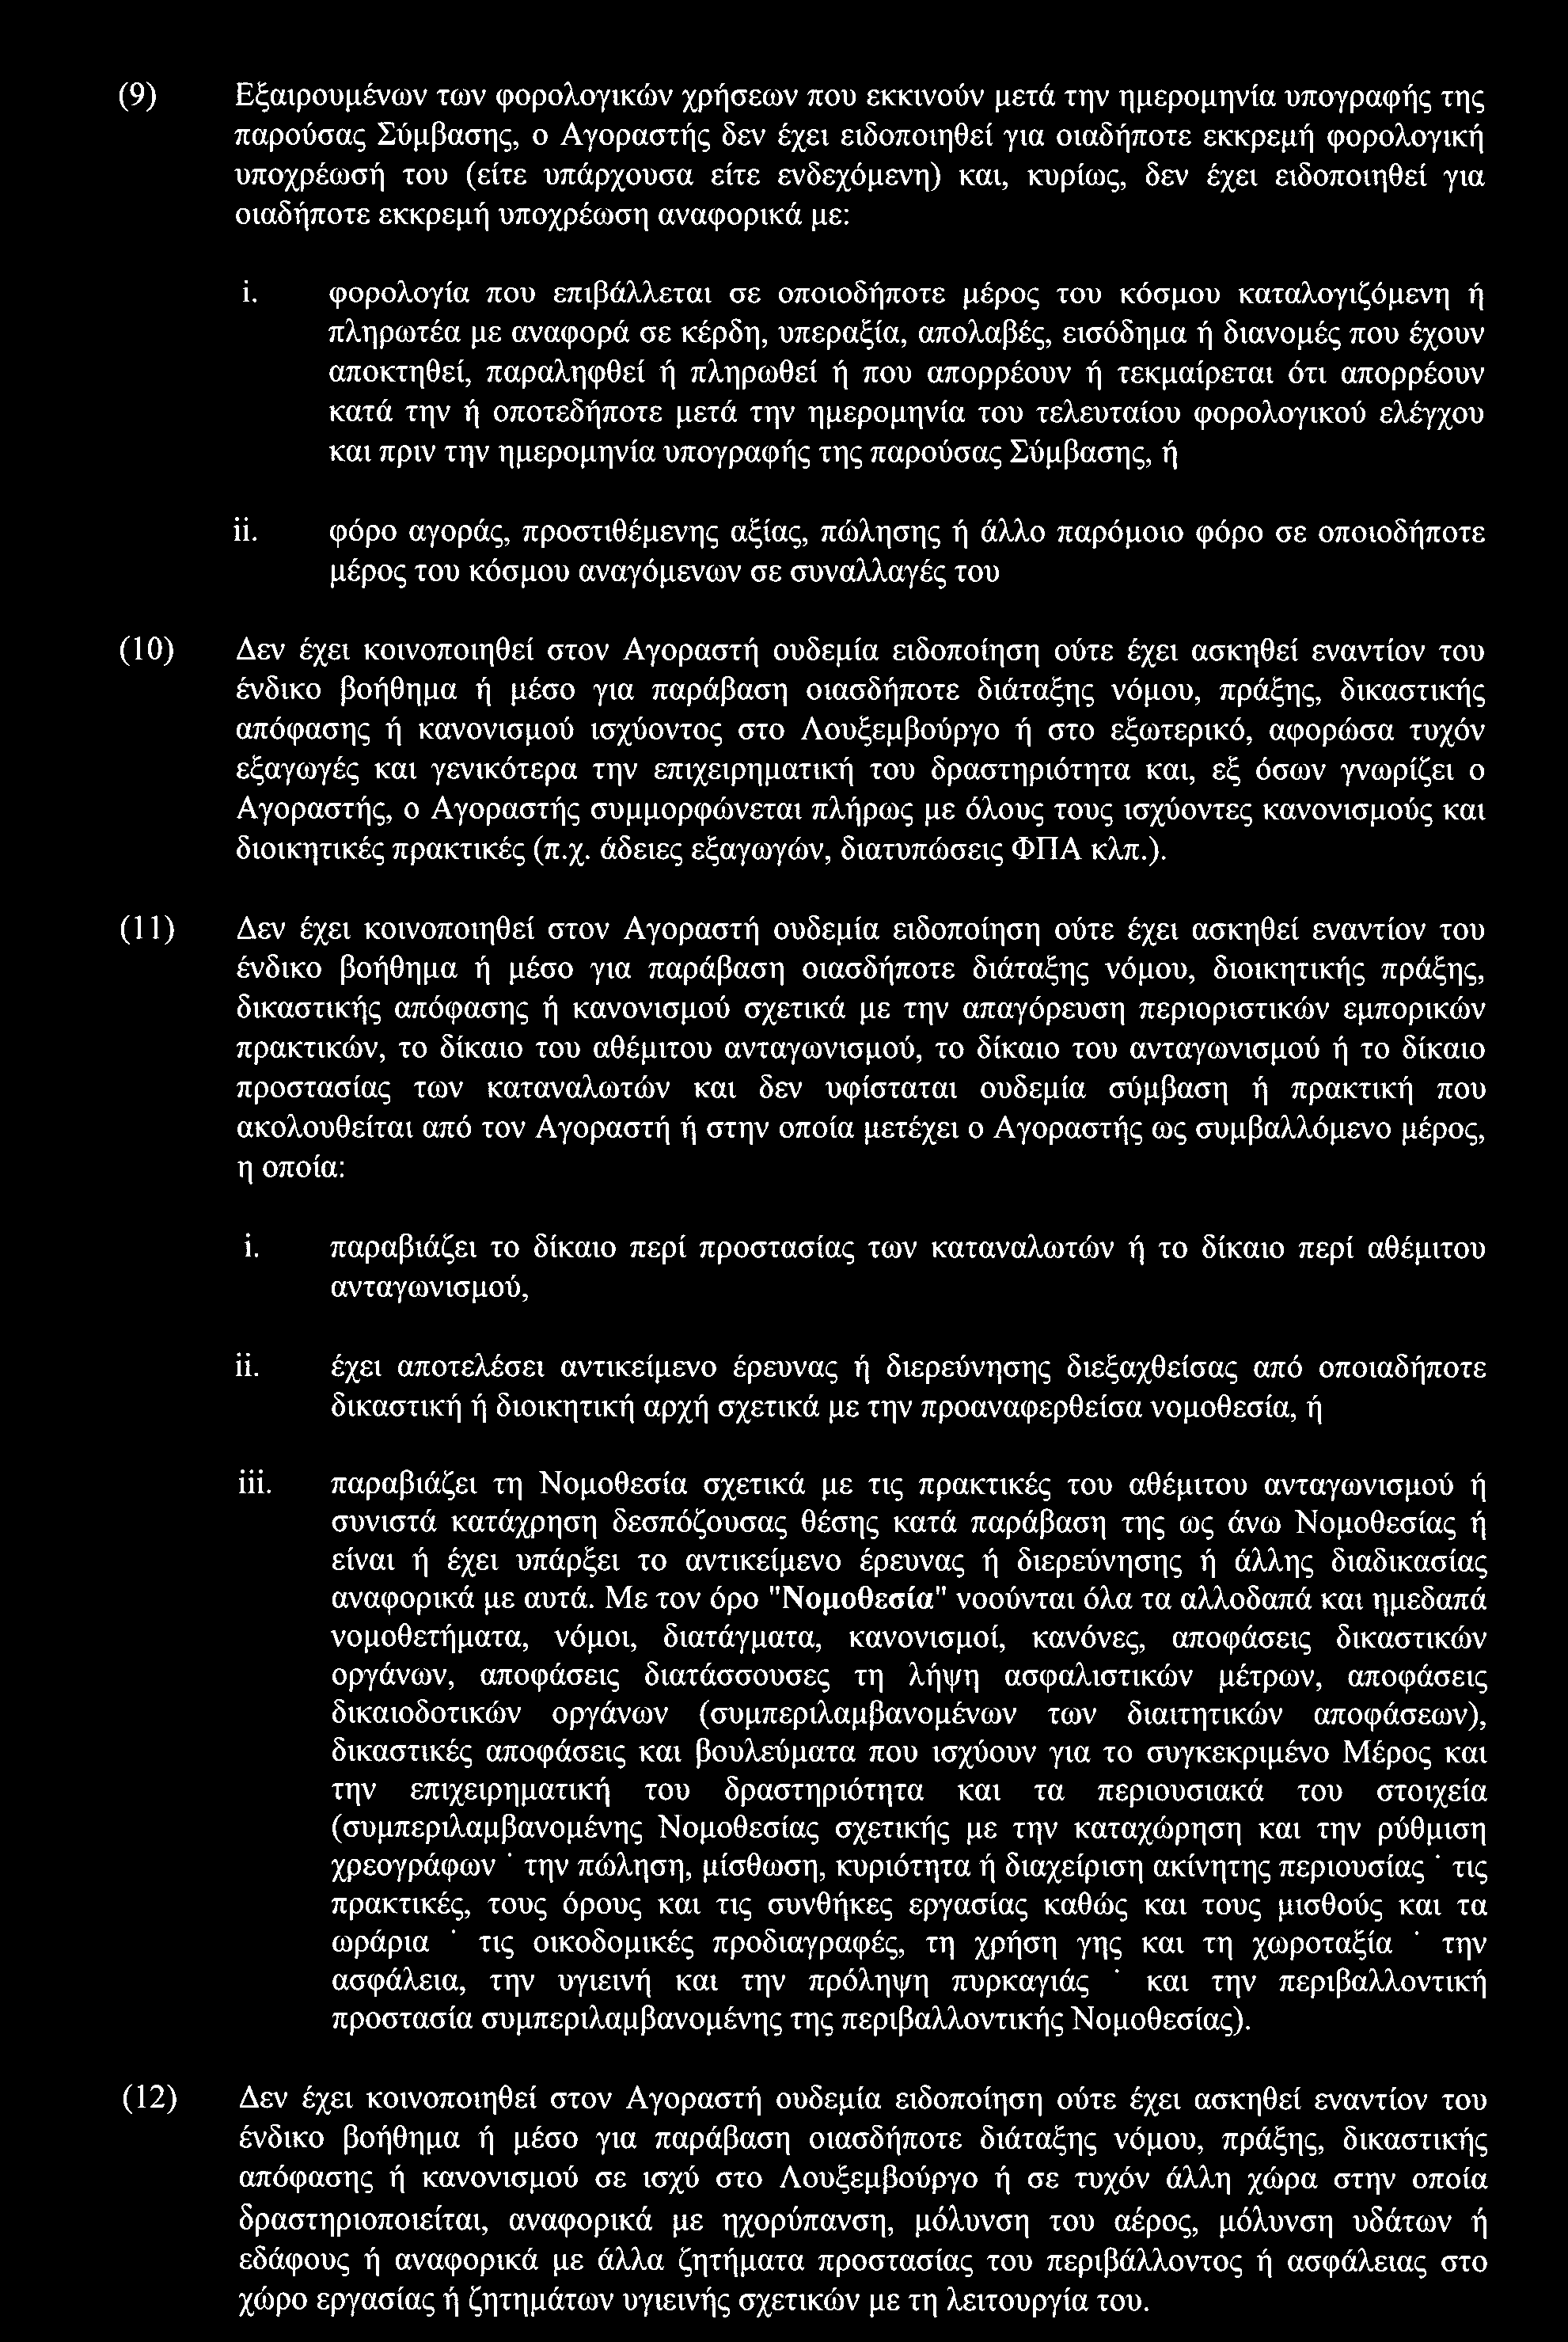 (9) Εξαιρουμένων των φορολογικών χρήσεων που εκκινούν μετά την ημερομηνία υπογραφής της
παρούσας Σύμβασης, ο Αγοραστής δεν έχει ειδοποιηθεί για οιαδήποτε εκκρεμή φορολογική
υποχρέωσή του (είτε υπάρχουσα είτε ενδεχόμενη) και, κυρίως, δεν έχει ειδοποιηθεί για
οιαδήποτε εκκρεμή υποχρέωση αναφορικά με:
i. φορολογία που επιβάλλεται σε οποιοδήποτε μέρος του κόσμου καταλογιζόμενη ή
πληρωτέα με αναφορά σε κέρδη, υπεραξία, απολαβές, εισόδημα ή διανομές που έχουν
αποκτηθεί, παραληφθεί ή πληρωθεί ή που απορρέουν ή τεκμαίρεται ότι απορρέουν
κατά την ή οποτεδήποτε μετά την ημερομηνία του τελευταίου φορολογικού ελέγχου
και πριν την ημερομηνία υπογραφής της παρούσας Σύμβασης, ή
ii. φόρο αγοράς, προστιθέμενης αξίας, πώλησης ή άλλο παρόμοιο φόρο σε οποιοδήποτε
μέρος του κόσμου αναγόμενων σε συναλλαγές του
(10) Δεν έχει κοινοποιηθεί στον Αγοραστή ουδεμία ειδοποίηση ούτε έχει ασκηθεί εναντίον του
ένδικο βοήθημα ή μέσο για παράβαση οιασδήποτε διάταξης νόμου, πράξης, δικαστικής
απόφασης ή κανονισμού ισχύοντος στο Λουξεμβούργο ή στο εξωτερικό, αφορώσα τυχόν
εξαγωγές και γενικότερα την επιχειρηματική του δραστηριότητα και, εξ όσων γνωρίζει ο
Αγοραστής, ο Αγοραστής συμμορφώνεται πλήρως με όλους τους ισχύοντες κανονισμούς και
διοικητικές πρακτικές (π.χ. άδειες εξαγωγών, διατυπώσεις ΦΠΑ κλπ.).
(11) Δεν έχει κοινοποιηθεί στον Αγοραστή ουδεμία ειδοποίηση ούτε έχει ασκηθεί εναντίον του
ένδικο βοήθημα ή μέσο για παράβαση οιασδήποτε διάταξης νόμου, διοικητικής πράξης,
δικαστικής απόφασης ή κανονισμού σχετικά με την απαγόρευση περιοριστικών εμπορικών
πρακτικών, το δίκαιο του αθέμιτου ανταγωνισμού, το δίκαιο του ανταγωνισμού ή το δίκαιο
προστασίας των καταναλωτών και δεν υφίσταται ουδεμία σύμβαση ή πρακτική που
ακολουθείται από τον Αγοραστή ή στην οποία μετέχει ο Αγοραστής ως συμβαλλόμενο μέρος,
η οποία:
i. παραβιάζει το δίκαιο περί προστασίας των καταναλωτών ή το δίκαιο περί αθέμιτου
ανταγωνισμού,
ii. έχει αποτελέσει αντικείμενο έρευνας ή διερεύνησης διεξαχθείσας από οποιαδήποτε
δικαστική ή διοικητική αρχή σχετικά με την προαναφερθείσα νομοθεσία, ή
iii. παραβιάζει τη Νομοθεσία σχετικά με τις πρακτικές του αθέμιτου ανταγωνισμού ή
συνιστά κατάχρηση δεσπόζουσας θέσης κατά παράβαση της ως άνω Νομοθεσίας ή
είναι ή έχει υπάρξει το αντικείμενο έρευνας ή διερεύνησης ή άλλης διαδικασίας
αναφορικά με αυτά. Με τον όρο "Νομοθεσία" νοούνται όλα τα αλλοδαπά και ημεδαπά
νομοθετήματα, νόμοι, διατάγματα, κανονισμοί, κανόνες, αποφάσεις δικαστικών
οργάνων, αποφάσεις διατάσσουσες τη λήψη ασφαλιστικών μέτρων, αποφάσεις
δικαιοδοτικών οργάνων (συμπεριλαμβανομένων των διαιτητικών αποφάσεων),
δικαστικές αποφάσεις και βουλεύματα που ισχύουν για το συγκεκριμένο Μέρος και
την επιχειρηματική του δραστηριότητα και τα περιουσιακά του στοιχεία
(συμπεριλαμβανομένης Νομοθεσίας σχετικής με την καταχώρηση και την ρύθμιση
χρεογράφων ˙ την πώληση, μίσθωση, κυριότητα ή διαχείριση ακίνητης περιουσίας ˙ τις
πρακτικές, τους όρους και τις συνθήκες εργασίας καθώς και τους μισθούς και τα
ωράρια ˙ τις οικοδομικές προδιαγραφές, τη χρήση γης και τη χωροταξία ˙ την
ασφάλεια, την υγιεινή και την πρόληψη πυρκαγιάς ˙ και την περιβαλλοντική
προστασία συμπεριλαμβανομένης της περιβαλλοντικής Νομοθεσίας).
(12) Δεν έχει κοινοποιηθεί στον Αγοραστή ουδεμία ειδοποίηση ούτε έχει ασκηθεί εναντίον του
ένδικο βοήθημα ή μέσο για παράβαση οιασδήποτε διάταξης νόμου, πράξης, δικαστικής
απόφασης ή κανονισμού σε ισχύ στο Λουξεμβούργο ή σε τυχόν άλλη χώρα στην οποία
δραστηριοποιείται, αναφορικά με ηχορύπανση, μόλυνση του αέρος, μόλυνση υδάτων ή
εδάφους ή αναφορικά με άλλα ζητήματα προστασίας του περιβάλλοντος ή ασφάλειας στο
χώρο εργασίας ή ζητημάτων υγιεινής σχετικών με τη λειτουργία του.